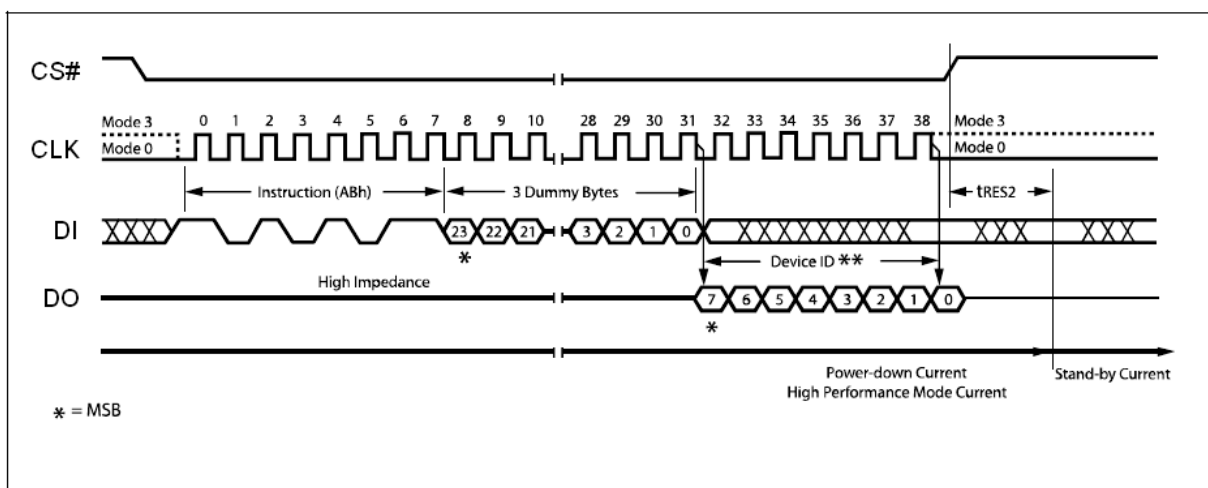 CS#
Mode 3 0 1 2 3 4 5 6 7 8 9 10 28 29 30 31 32 33 34 35 36 37 38 Mode 3
CLK Mode 0 Mode 0
Instruction (ABh) 3 Dummy Bytes tRES2
DI 23 22 21 3 2 1 0
* Device ID **
High Impedance
DO 7 6 5 4 3 2 1 0
*
Power-down Current Stand-by Current
High Performance Mode Current
* = MSB